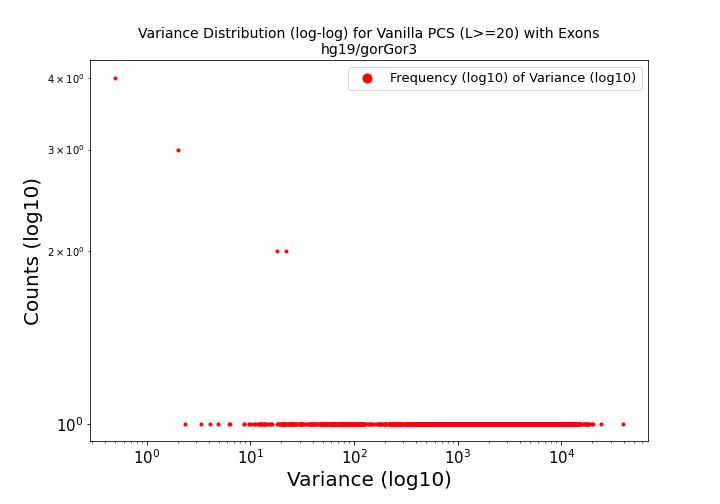 Variance Distribution (log-log) for Vanilla PCS (L>=20) with Exons
hg19/gorGor3
Frequency (log10) of Variance (log10)
4 × 10⁰
3 × 10⁰
2 × 10⁰
10⁰
Counts (log10)
10⁰ 10¹ 10² 10³ 10⁴
Variance (log10)